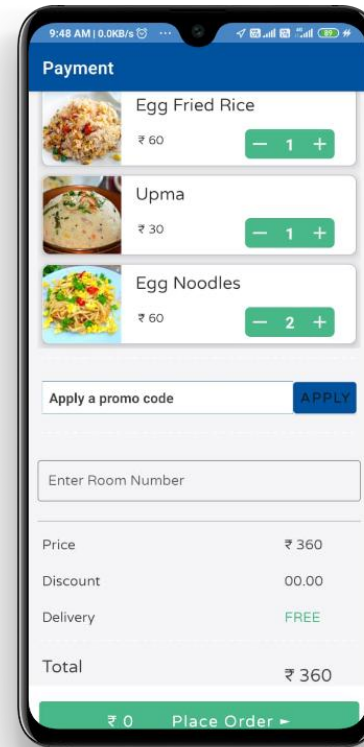 9:48 AM | 0.0KB/s ...
Payment
Egg Fried Rice
₹ 60
− 1 +
Upma
₹ 30
− 1 +
Egg Noodles
₹ 60
− 2 +
Apply a promo code APPLY
Enter Room Number
Price ₹ 360
Discount 00.00
Delivery FREE
Total ₹ 360
₹ 0 Place Order ►